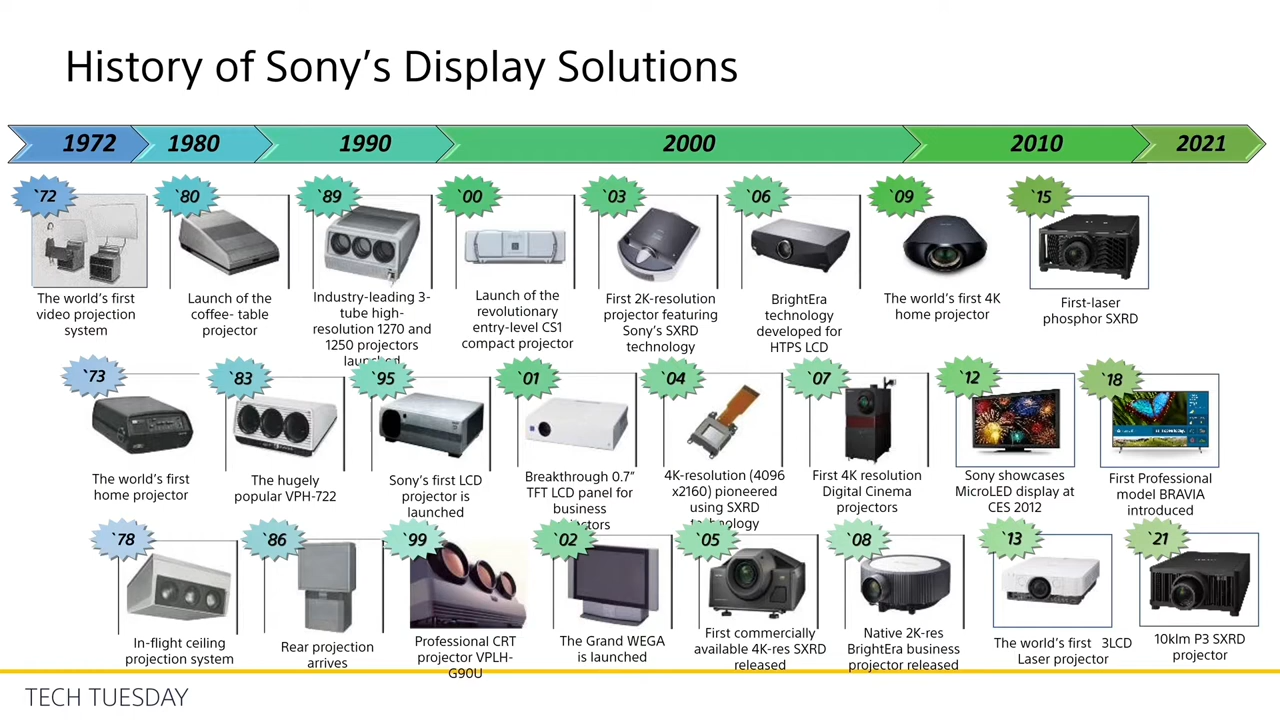 History of Sony's Display Solutions
1972
1980
1990
2000
2010
2021
`72
The world's first
video projection
system
`80
Launch of the
coffee- table
projector
`89
Industry-leading 3-
tube high-
resolution 1270 and
1250 projectors
launched
`00
Launch of the
revolutionary
entry-level CS1
compact projector
`03
First 2K-resolution
projector featuring
Sony's SXRD
technology
`06
BrightEra
technology
developed for
HTPS LCD
`09
The world's first 4K
home projector
`15
First-laser
phosphor SXRD
`73
The world's first
home projector
`83
The hugely
popular VPH-722
`95
Sony's first LCD
projector is
launched
`01
Breakthrough 0.7”
TFT LCD panel for
business
`04
4K-resolution (4096
x2160) pioneered
using SXRD
technology
`07
First 4K resolution
Digital Cinema
projectors
`12
Sony showcases
MicroLED display at
CES 2012
`18
First Professional
model BRAVIA
introduced
`78
In-flight ceiling
projection system
`86
Rear projection
arrives
`99
Professional CRT
projector VPLH-
G90U
`02
The Grand WEGA
is launched
`05
First commercially
available 4K-res SXRD
released
`08
Native 2K-res
BrightEra business
projector released
`13
The world's first 3LCD
Laser projector
`21
10klm P3 SXRD
projector
TECH TUESDAY